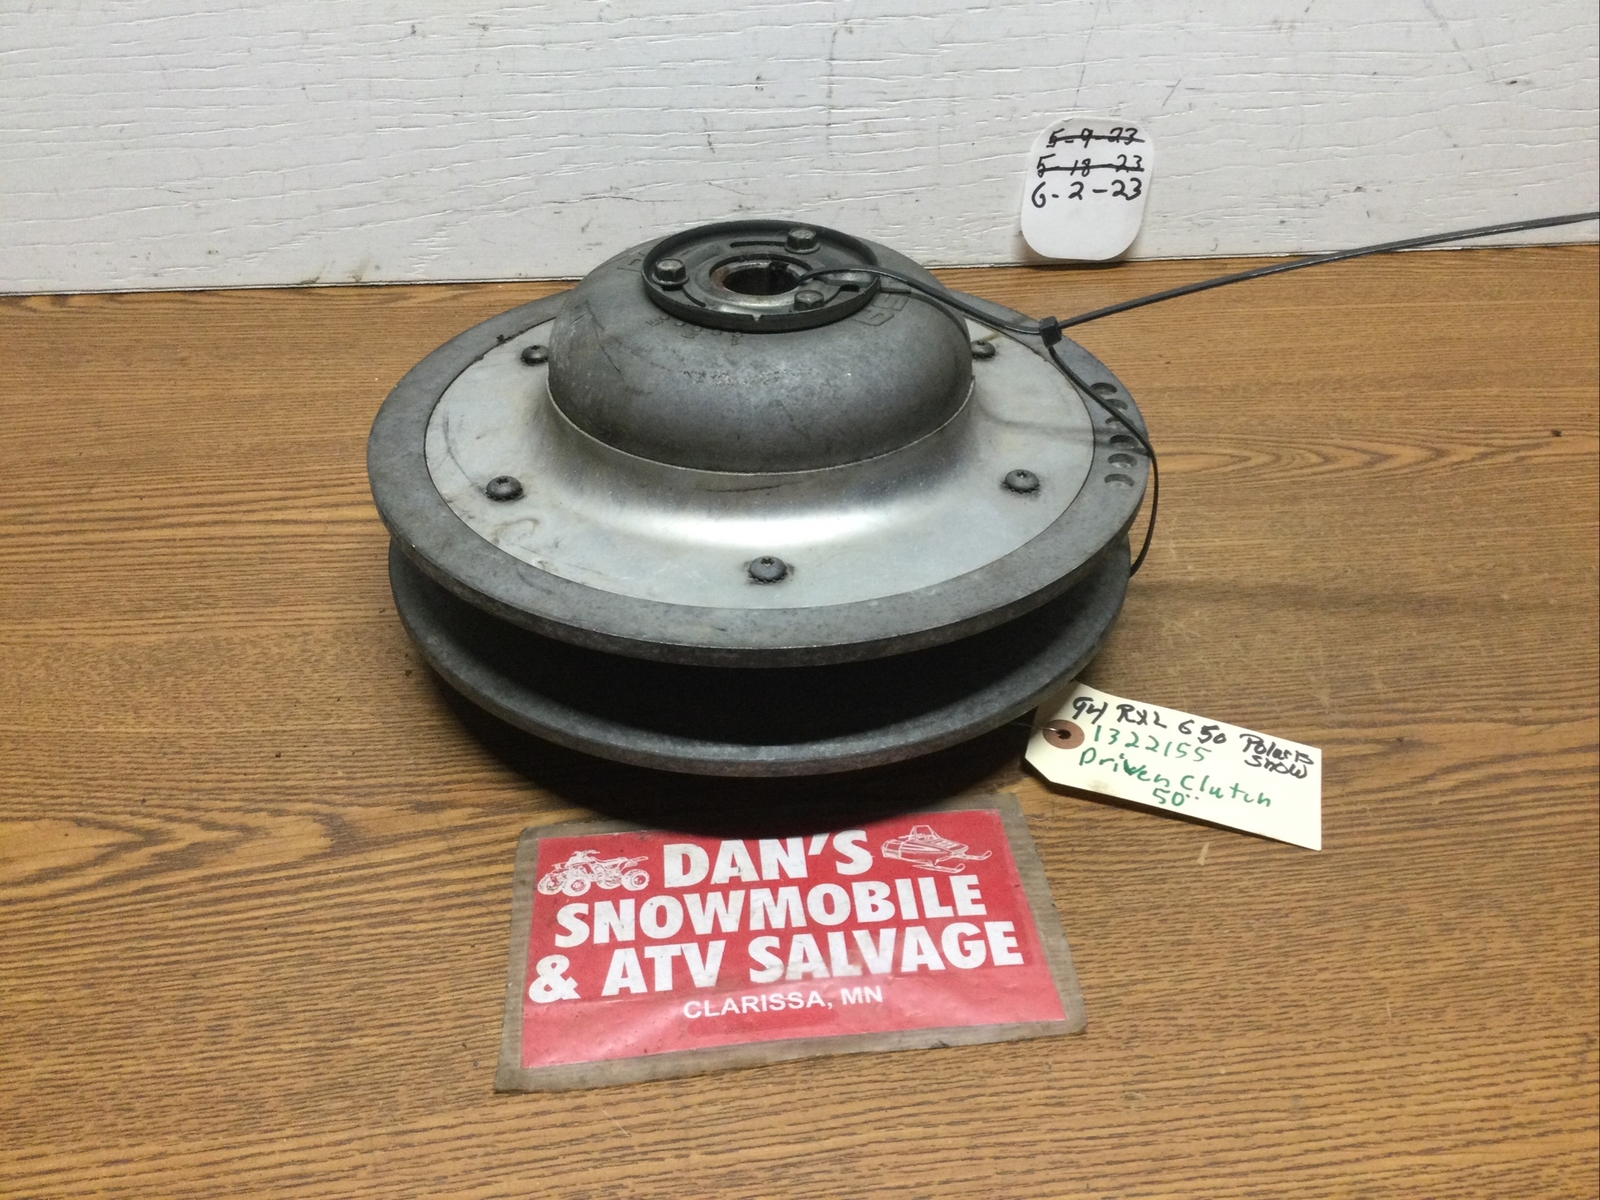 5-9-23
5-18-23
6-2-23
94 RXL 650 Polaris
Snow
1322155
Driven Clutch
50
DAN'S
SNOWMOBILE
& ATV SALVAGE
CLARISSA, MN